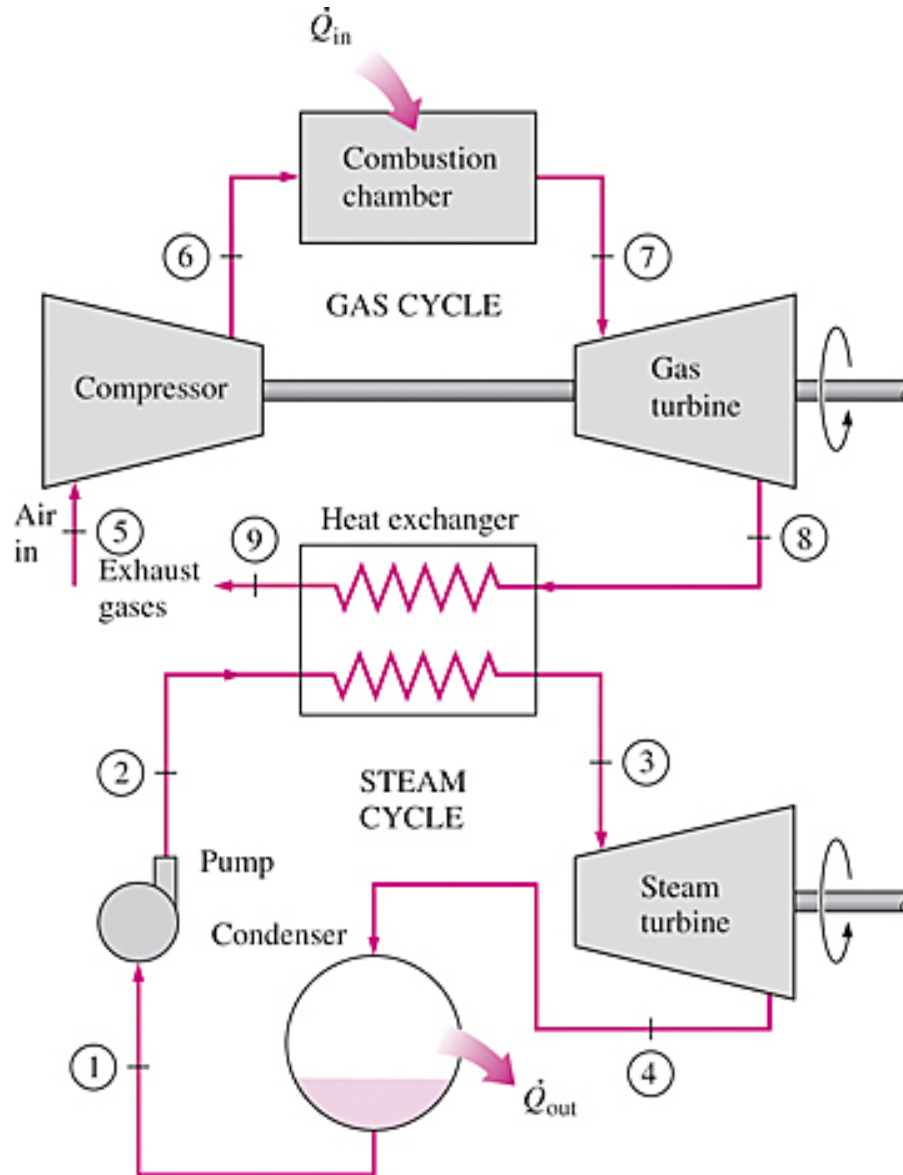 Q̇in
Combustion
chamber
6
7
GAS CYCLE
Compressor
Gas
turbine
Air
in
5
9
Heat exchanger
8
Exhaust
gases
2
STEAM
CYCLE
3
Pump
Steam
turbine
Condenser
1
4
Q̇out